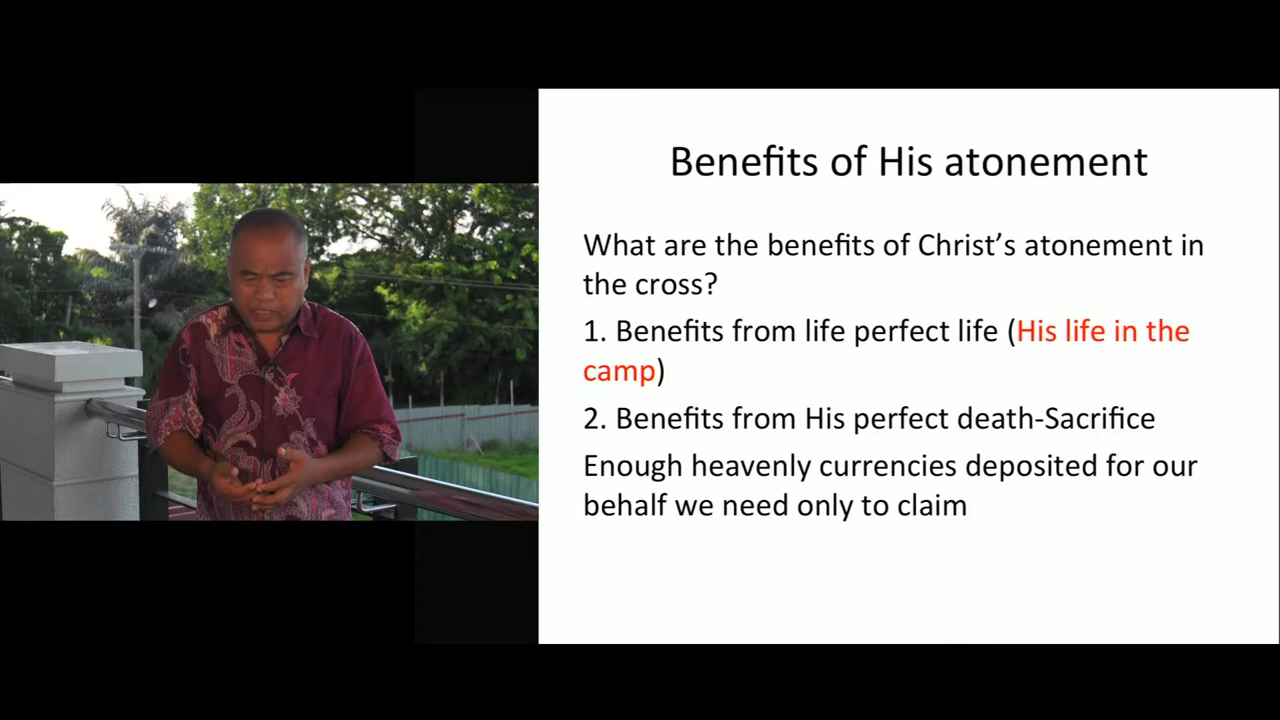 Benefits of His atonement
What are the benefits of Christ’s atonement in
the cross?
1. Benefits from life perfect life (His life in the
camp)
2. Benefits from His perfect death-Sacrifice
Enough heavenly currencies deposited for our
behalf we need only to claim